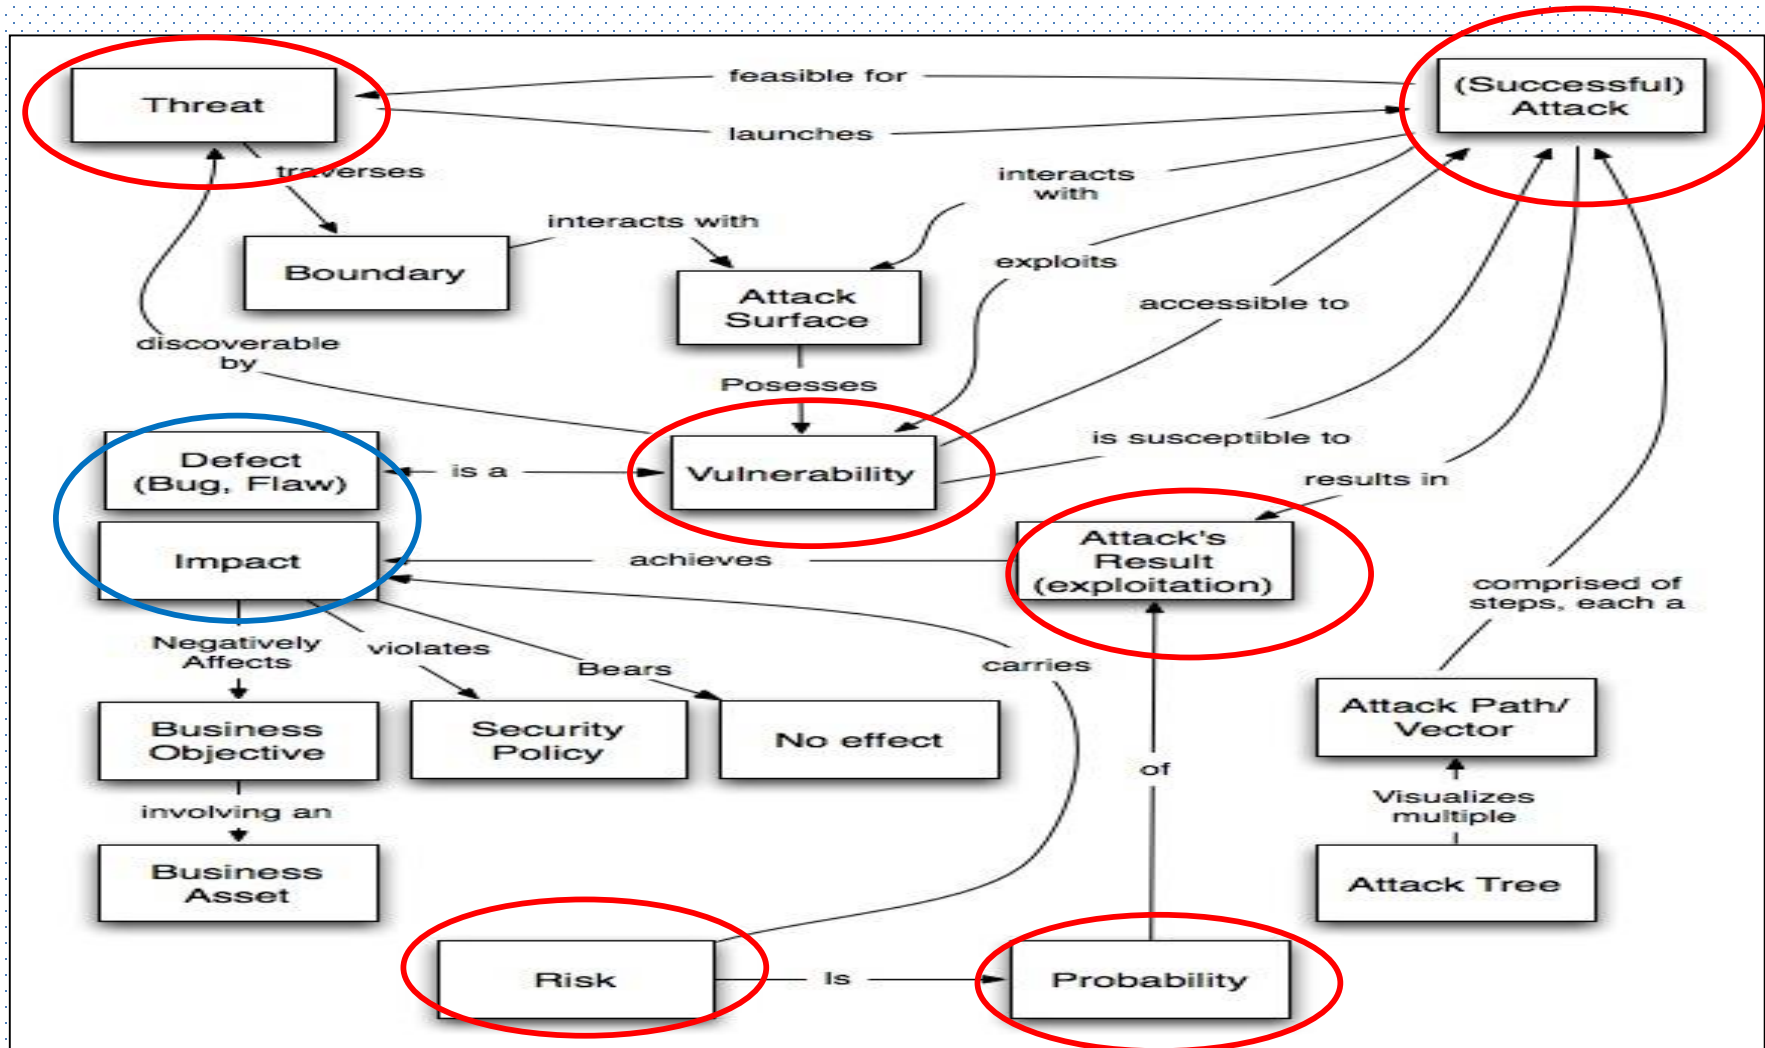 feasible for
(Successful)
Attack
Threat
launches
traverses
interacts
with
interacts with
Boundary
exploits
Attack
Surface
accessible to
discoverable
by
Posesses
Defect
(Bug, Flaw)
is a
Vulnerability
is susceptible to
results in
Impact
achieves
Attack's
Result
(exploitation)
comprised of
steps, each a
Negatively
Affects
violates
Bears
carries
Business
Objective
Security
Policy
No effect
Attack Path/
Vector
of
involving an
Visualizes
multiple
Business
Asset
Attack Tree
Risk
Is
Probability